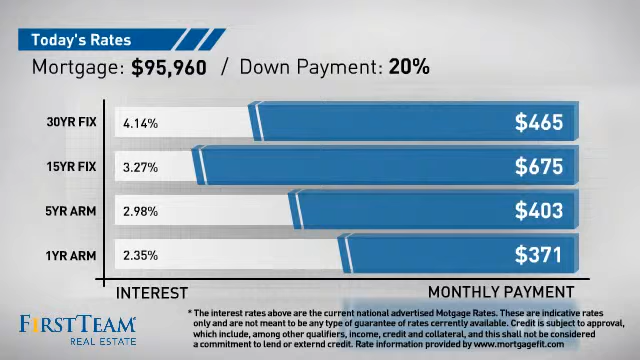 Today's Rates
Mortgage: $95,960 / Down Payment: 20%
30YR FIX 4.14% $465
15YR FIX 3.27% $675
5YR ARM 2.98% $403
1YR ARM 2.35% $371
INTEREST MONTHLY PAYMENT
* The interest rates above are the current national advertised Motgage Rates. These are indicative rates
only and are not meant to be any type of guarantee of rates cerrently available. Credit is subject to approval,
which include, among other qualifiers, income, credit and collateral, and this shall not be considered
a commitment to lend or externd credit. Rate information provided by www.mortgagefit.com
FIRSTTEAM®
REAL ESTATE